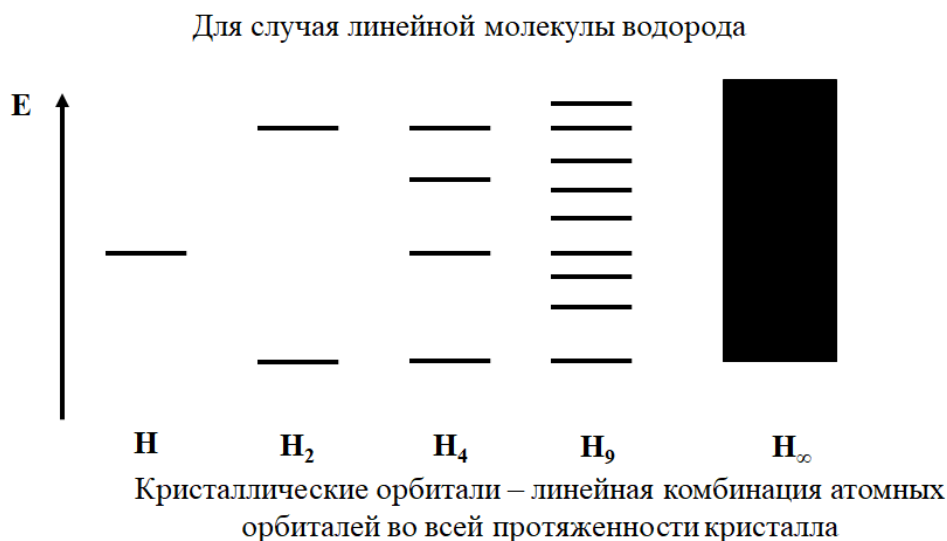 Для случая линейной молекулы водорода
E
H
H₂
H₄
H₉
H∞
Кристаллические орбитали – линейная комбинация атомных
орбиталей во всей протяженности кристалла